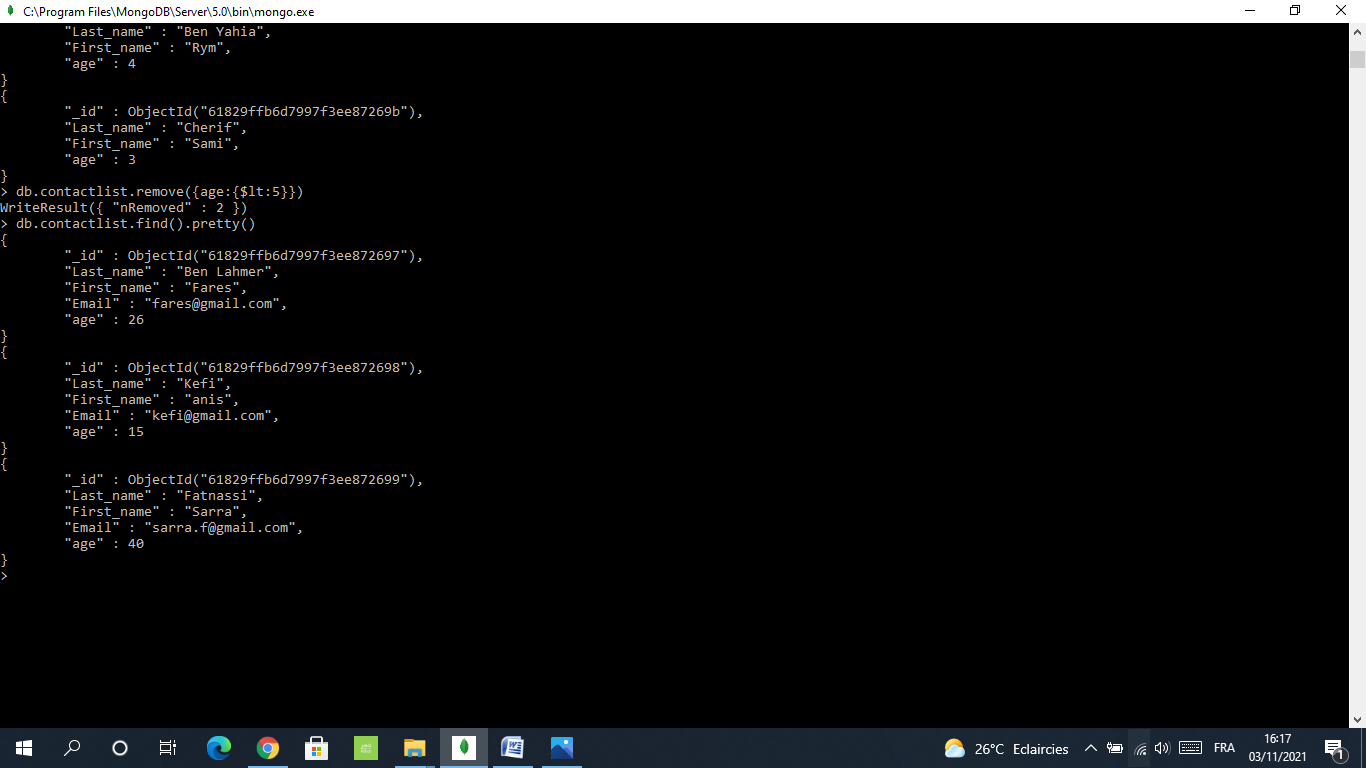 C:\Program Files\MongoDB\Server\5.0\bin\mongo.exe
"Last_name" : "Ben Yahia",
"First_name" : "Rym",
"age" : 4
}
{
"_id" : ObjectId("61829ffb6d7997f3ee87269b"),
"Last_name" : "Cherif",
"First_name" : "Sami",
"age" : 3
}
> db.contactlist.remove({age:{$lt:5}})
WriteResult({ "nRemoved" : 2 })
> db.contactlist.find().pretty()
{
"_id" : ObjectId("61829ffb6d7997f3ee872697"),
"Last_name" : "Ben Lahmer",
"First_name" : "Fares",
"Email" : "fares@gmail.com",
"age" : 26
}
{
"_id" : ObjectId("61829ffb6d7997f3ee872698"),
"Last_name" : "Kefi",
"First_name" : "anis",
"Email" : "kefi@gmail.com",
"age" : 15
}
{
"_id" : ObjectId("61829ffb6d7997f3ee872699"),
"Last_name" : "Fatnassi",
"First_name" : "Sarra",
"Email" : "sarra.f@gmail.com",
"age" : 40
}
>
26°C Eclaircies
FRA
16:17
03/11/2021
1